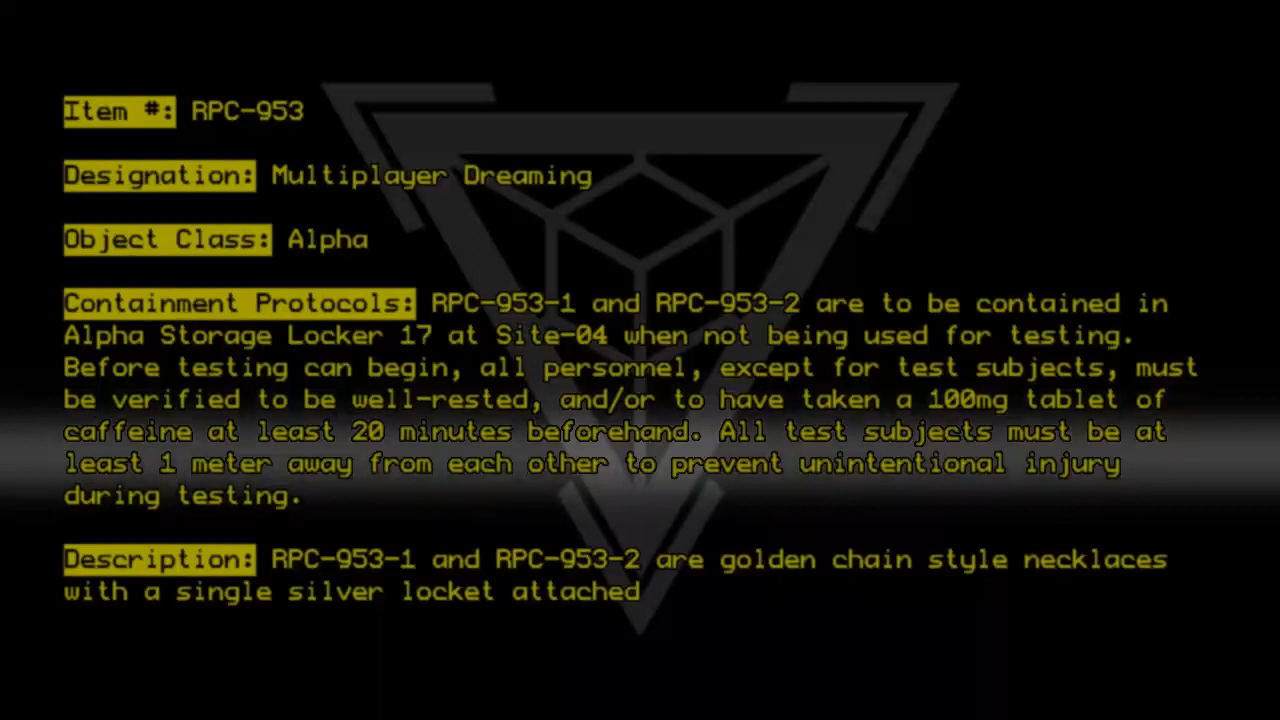 Item #: RPC-953
Designation: Multiplayer Dreaming
Object Class: Alpha
Containment Protocols: RPC-953-1 and RPC-953-2 are to be contained in
Alpha Storage Locker 17 at Site-04 when not being used for testing.
Before testing can begin, all personnel, except for test subjects, must
be verified to be well-rested, and/or to have taken a 100mg tablet of
caffeine at least 20 minutes beforehand. All test subjects must be at
least 1 meter away from each other to prevent unintentional injury
during testing.
Description: RPC-953-1 and RPC-953-2 are golden chain style necklaces
with a single silver locket attached